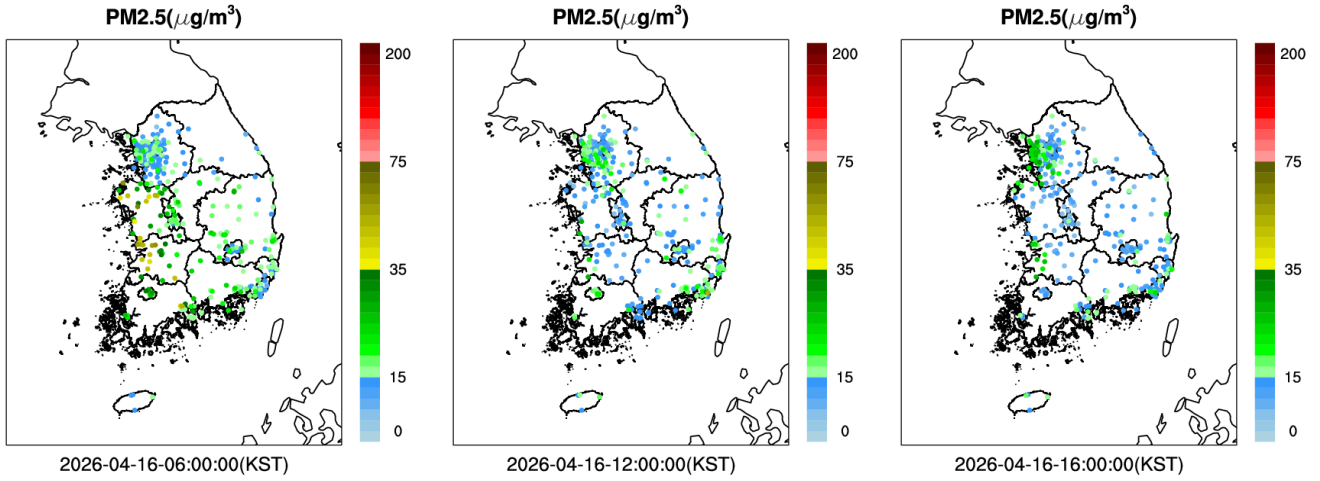 PM2.5(μg/m³) PM2.5(μg/m³) PM2.5(μg/m³)
200 200 200
75 75 75
35 35 35
15 15 15
0 0 0
2026-04-16-06:00:00(KST) 2026-04-16-12:00:00(KST) 2026-04-16-16:00:00(KST)